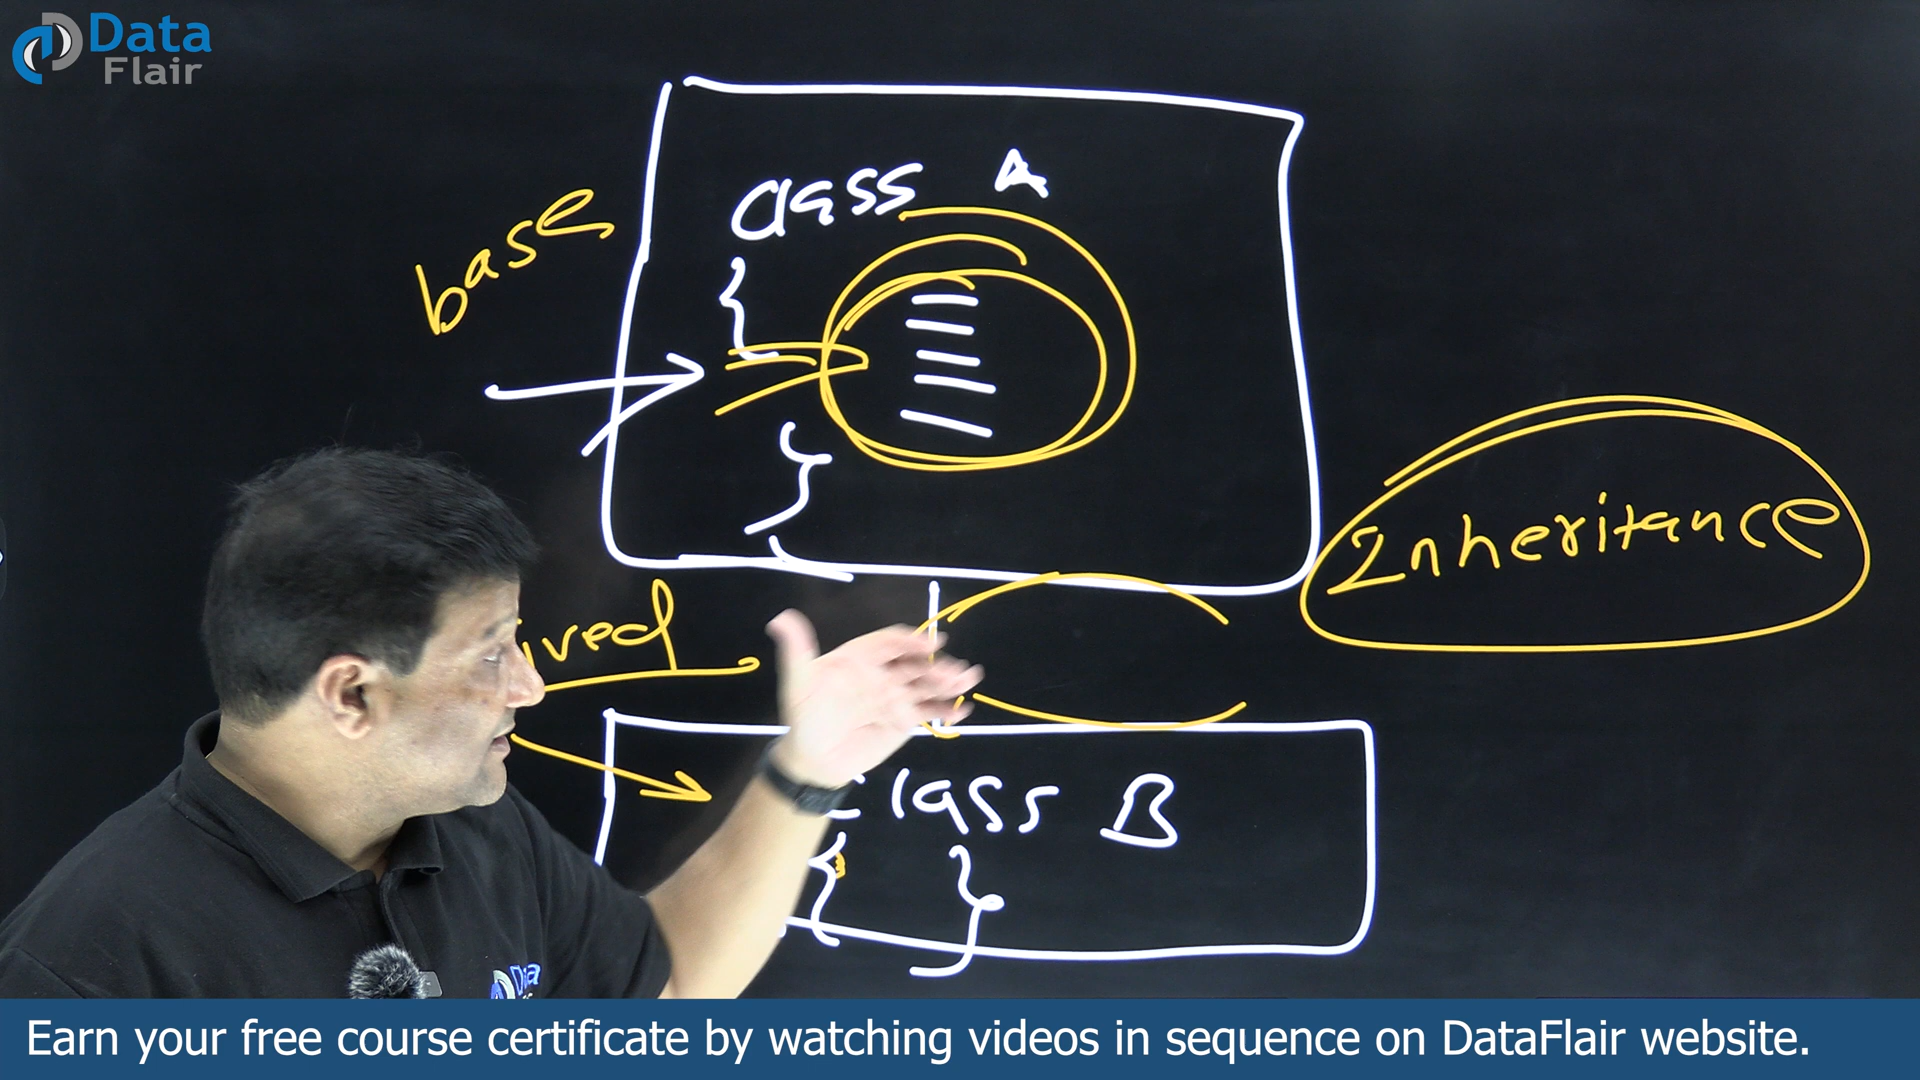 Data
Flair
class A
base
{
}
Inheritance
ived
class B
{ }
Earn your free course certificate by watching videos in sequence on DataFlair website.